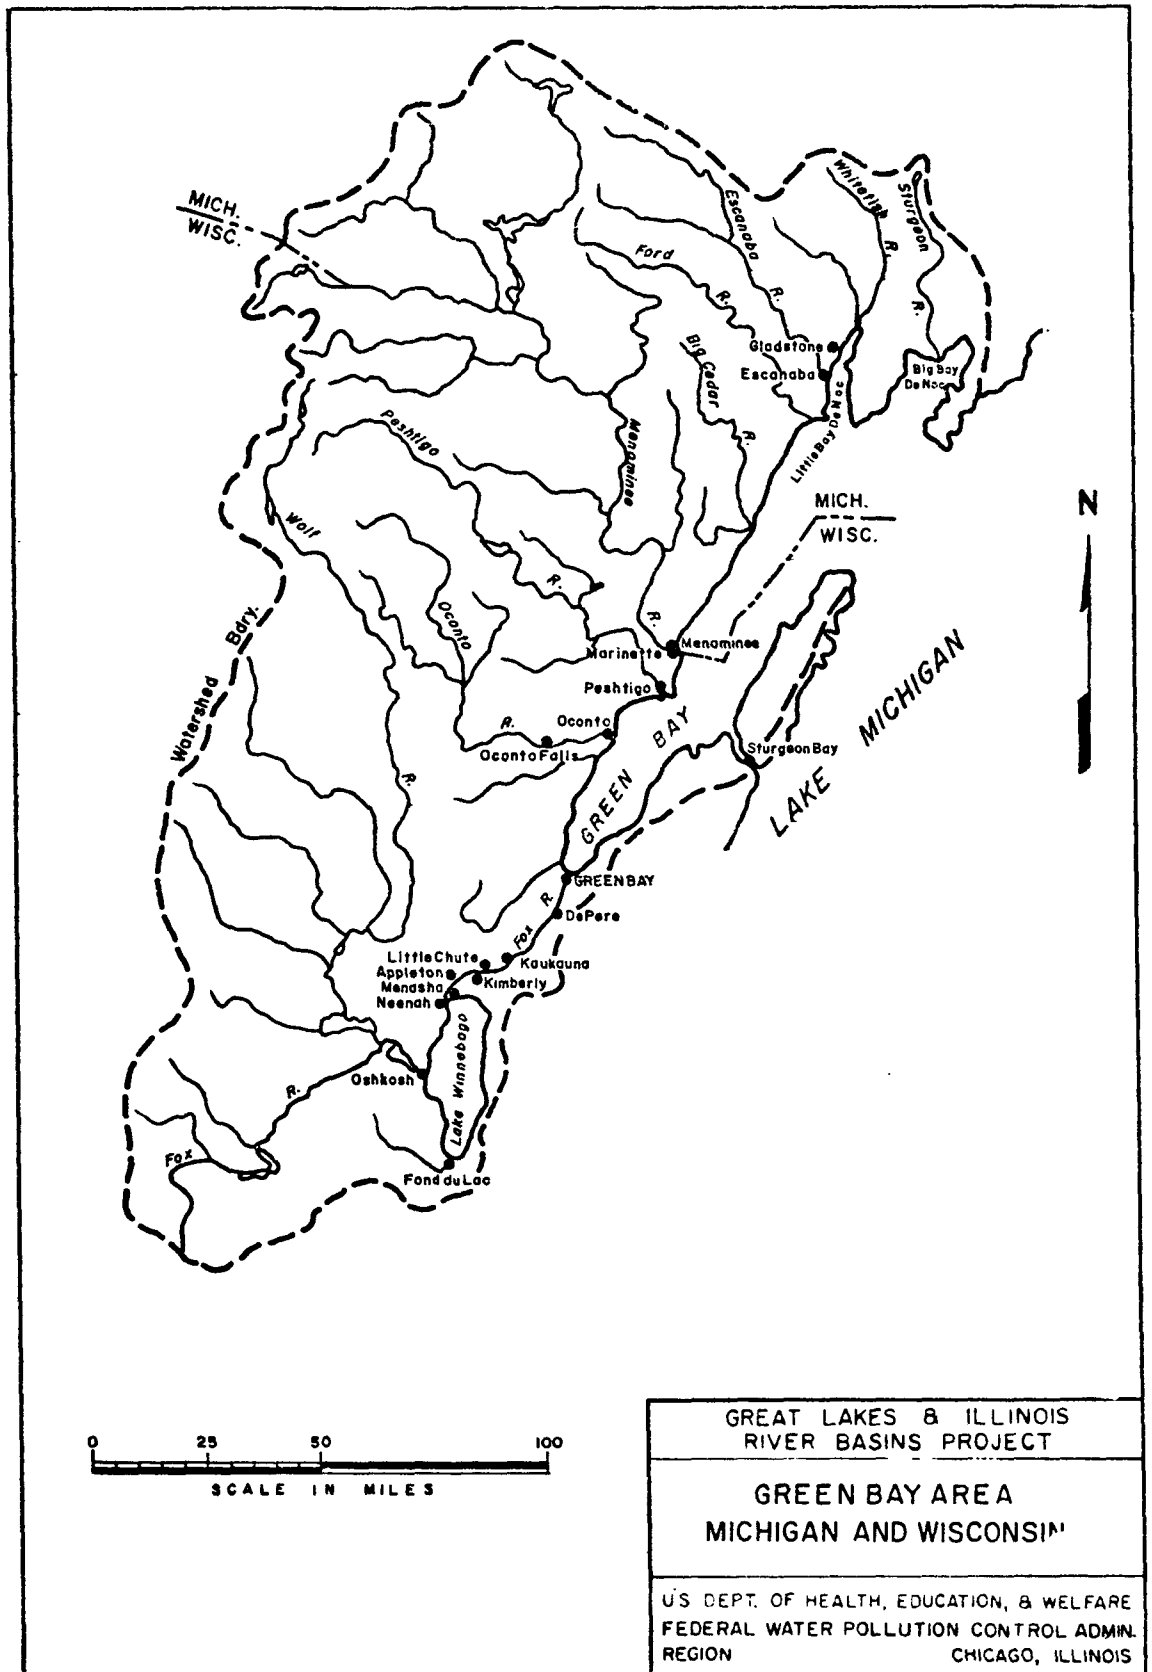 MICH.
WISC.
Whitefish
R.
Sturgeon
R.
Escanaba
R.
Ford
R.
Gladstone
Escanaba
Big Cedar
R.
Big Bay
De Noc
Little Bay De Noc
Peshtigo
R.
Menominee
R.
Wolf
R.
Oconto
R.
MICH.
WISC.
N
Watershed Bdry.
Menominee
Marinette
Peshtigo
Oconto
Oconto Falls
GREEN BAY
Sturgeon Bay
LAKE MICHIGAN
GREEN BAY
De Pere
Fox R.
Little Chute
Kaukauna
Appleton
Kimberly
Menasha
Neenah
Lake Winnebago
Oshkosh
R.
Fox
Fond du Lac
0 25 50 100
SCALE IN MILES
GREAT LAKES & ILLINOIS
RIVER BASINS PROJECT
GREEN BAY AREA
MICHIGAN AND WISCONSIN
U S DEPT. OF HEALTH, EDUCATION, & WELFARE
FEDERAL WATER POLLUTION CONTROL ADMIN.
REGION CHICAGO, ILLINOIS